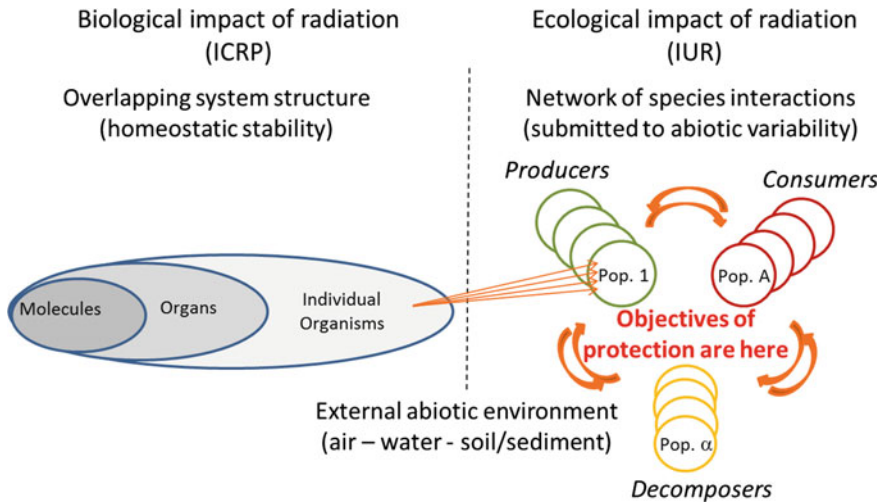 Biological impact of radiation
(ICRP)
Overlapping system structure
(homeostatic stability)
Molecules
Organs
Individual
Organisms
Ecological impact of radiation
(IUR)
Network of species interactions
(submitted to abiotic variability)
Producers
Consumers
Pop. 1
Pop. A
Objectives of
protection are here
External abiotic environment
(air – water - soil/sediment)
Pop. α
Decomposers